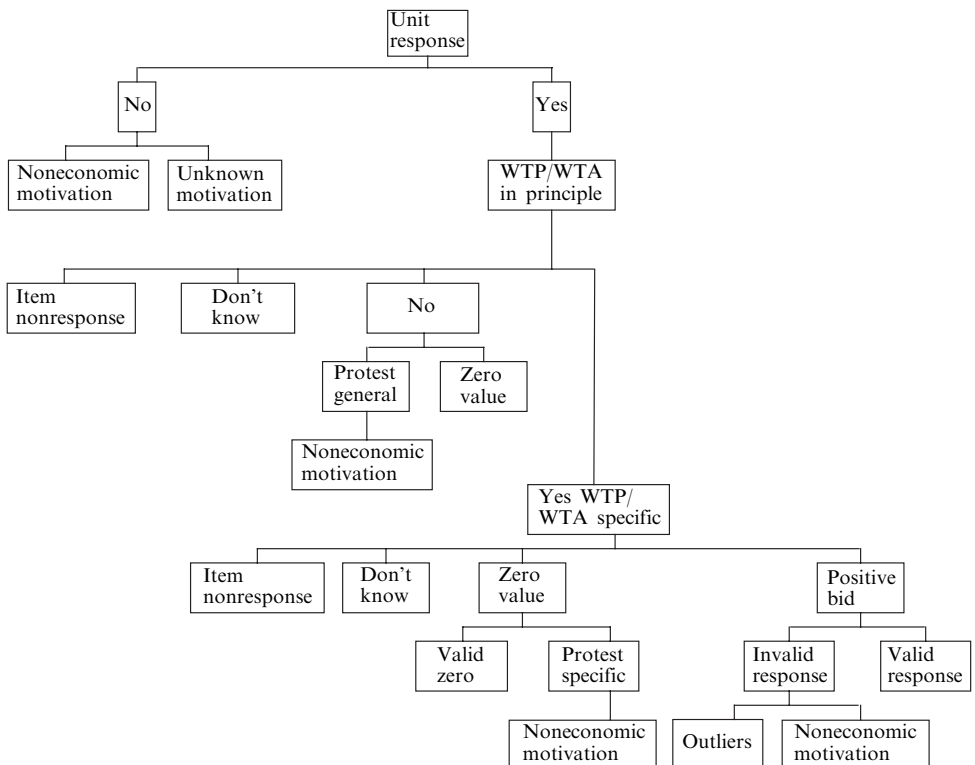 Unit
response
No
Yes
Noneconomic
motivation
Unknown
motivation
WTP/WTA
in principle
Item
nonresponse
Don't
know
No
Protest
general
Zero
value
Noneconomic
motivation
Yes WTP/
WTA specific
Item
nonresponse
Don't
know
Zero
value
Positive
bid
Valid
zero
Protest
specific
Invalid
response
Valid
response
Noneconomic
motivation
Outliers
Noneconomic
motivation